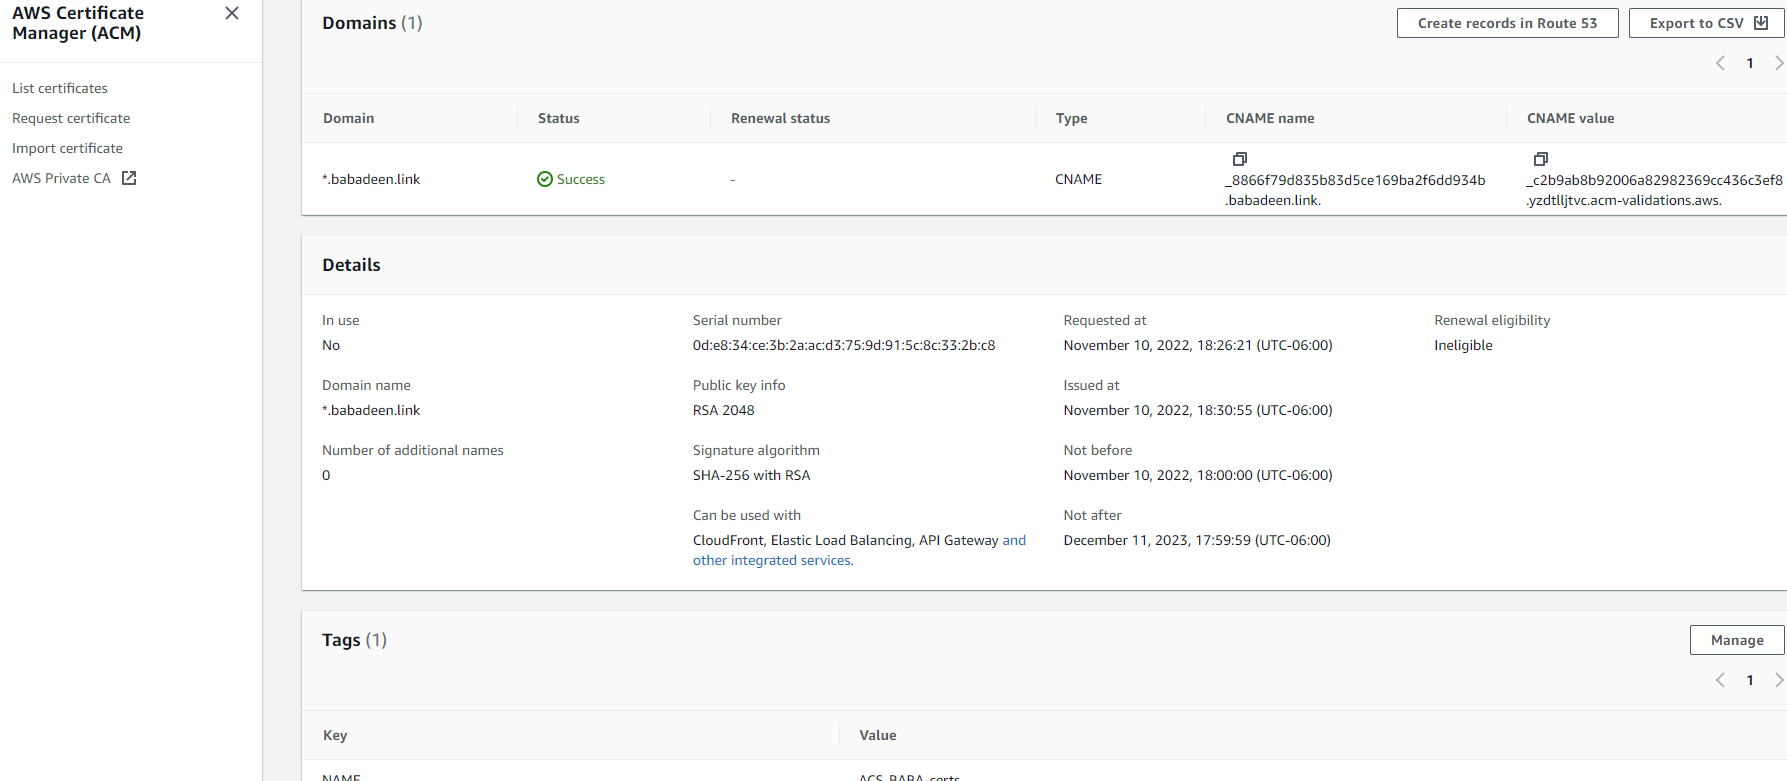 AWS Certificate
Manager (ACM)
List certificates
Request certificate
Import certificate
AWS Private CA
Domains (1)
Create records in Route 53
Export to CSV
1
Domain Status Renewal status Type CNAME name CNAME value
*.babadeen.link Success - CNAME
_8866f79d835b83d5ce169ba2f6dd934b
.babadeen.link.
_c2b9ab8b92006a82982369cc436c3ef8
.yzdtlljtvc.acm-validations.aws.
Details
In use
No
Domain name
*.babadeen.link
Number of additional names
0
Serial number
0d:e8:34:ce:3b:2a:ac:d3:75:9d:91:5c:8c:33:2b:c8
Public key info
RSA 2048
Signature algorithm
SHA-256 with RSA
Can be used with
CloudFront, Elastic Load Balancing, API Gateway and
other integrated services.
Requested at
November 10, 2022, 18:26:21 (UTC-06:00)
Issued at
November 10, 2022, 18:30:55 (UTC-06:00)
Not before
November 10, 2022, 18:00:00 (UTC-06:00)
Not after
December 11, 2023, 17:59:59 (UTC-06:00)
Renewal eligibility
Ineligible
Tags (1)
Manage
1
Key Value
NAME ACS-BABA-certs